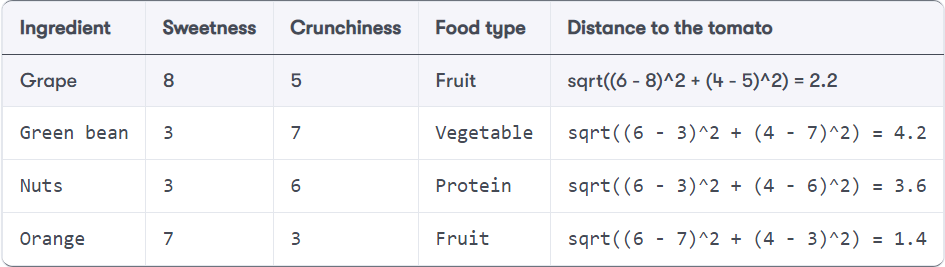 Ingredient Sweetness Crunchiness Food type Distance to the tomato
Grape 8 5 Fruit sqrt((6 - 8)^2 + (4 - 5)^2) = 2.2
Green bean 3 7 Vegetable sqrt((6 - 3)^2 + (4 - 7)^2) = 4.2
Nuts 3 6 Protein sqrt((6 - 3)^2 + (4 - 6)^2) = 3.6
Orange 7 3 Fruit sqrt((6 - 7)^2 + (4 - 3)^2) = 1.4